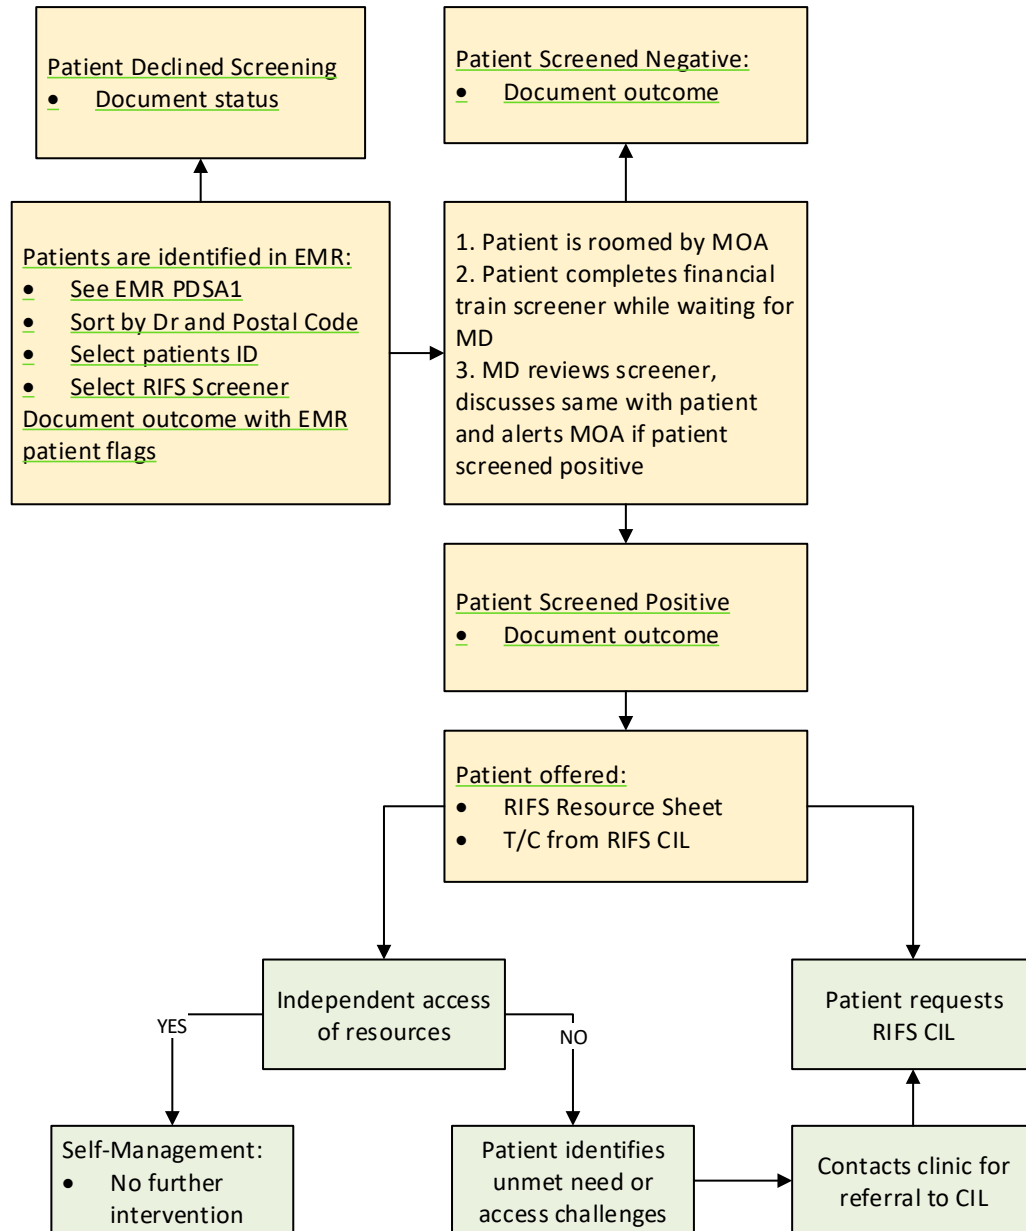 Patient Declined Screening
• Document status
Patient Screened Negative:
• Document outcome
Patients are identified in EMR:
• See EMR PDSA1
• Sort by Dr and Postal Code
• Select patients ID
• Select RIFS Screener
Document outcome with EMR
patient flags
1. Patient is roomed by MOA
2. Patient completes financial
train screener while waiting for
MD
3. MD reviews screener,
discusses same with patient
and alerts MOA if patient
screened positive
Patient Screened Positive
• Document outcome
Patient offered:
• RIFS Resource Sheet
• T/C from RIFS CIL
Independent access
of resources
Patient requests
RIFS CIL
YES
NO
Self-Management:
• No further
intervention
Patient identifies
unmet need or
access challenges
Contacts clinic for
referral to CIL